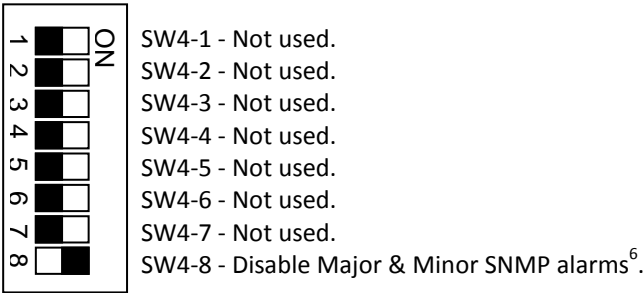 1 ON SW4-1 - Not used.
2 SW4-2 - Not used.
3 SW4-3 - Not used.
4 SW4-4 - Not used.
5 SW4-5 - Not used.
6 SW4-6 - Not used.
7 SW4-7 - Not used.
8 SW4-8 - Disable Major & Minor SNMP alarms⁶.